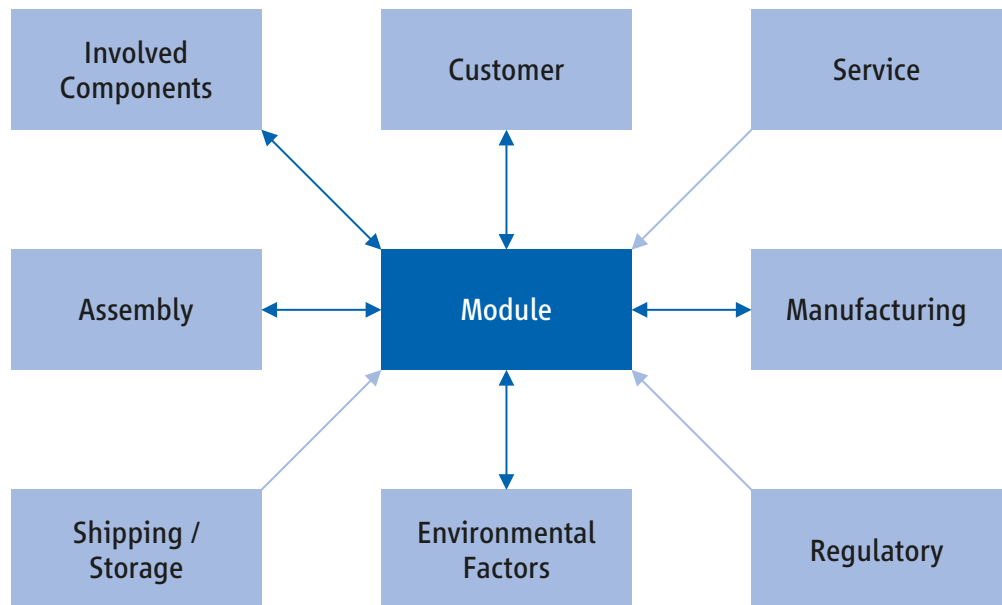 Involved
Components
Customer
Service
Assembly
Module
Manufacturing
Shipping /
Storage
Environmental
Factors
Regulatory